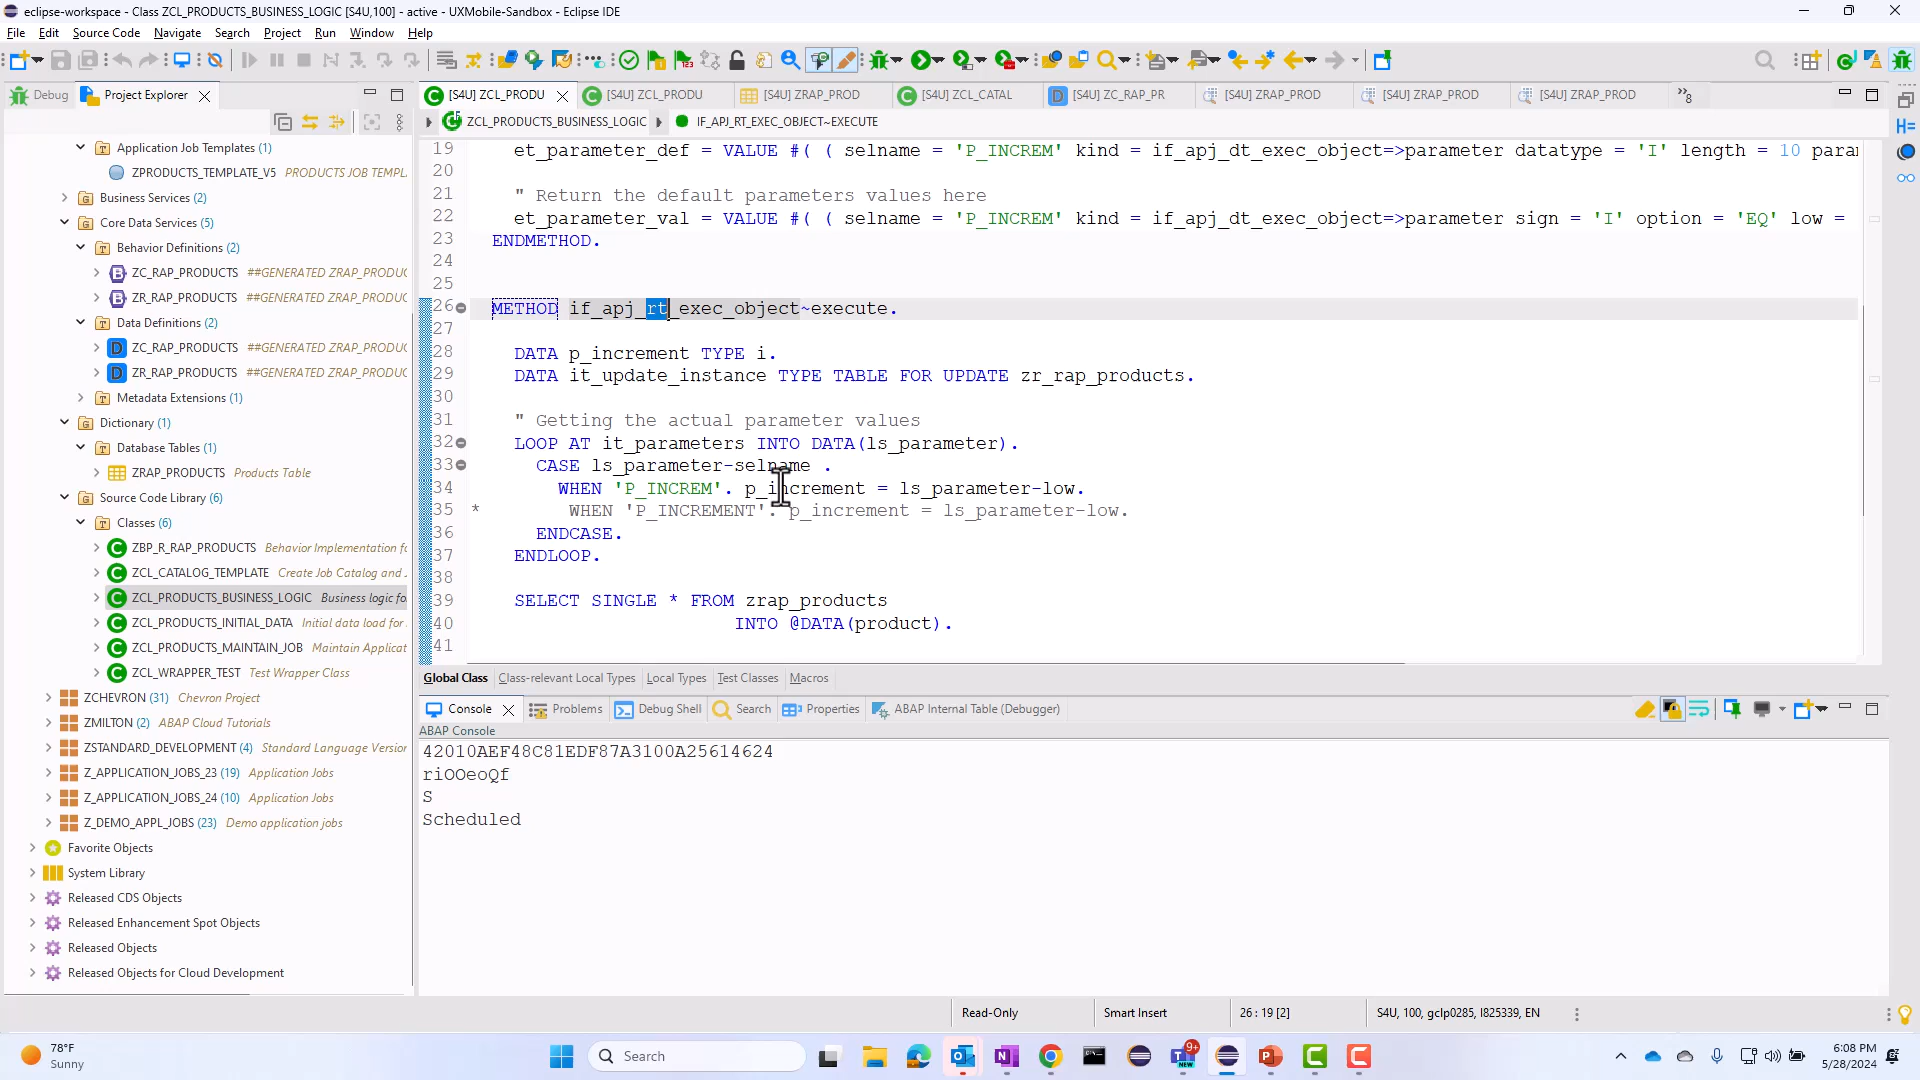 eclipse-workspace - Class ZCL_PRODUCTS_BUSINESS_LOGIC [S4U,100] - active - UXMobile-Sandbox - Eclipse IDE
File Edit Source Code Navigate Search Project Run Window Help
Debug Project Explorer
[S4U] ZCL_PRODU [S4U] ZCL_PRODU [S4U] ZRAP_PROD [S4U] ZCL_CATAL [S4U] ZC_RAP_PR [S4U] ZRAP_PROD [S4U] ZRAP_PROD [S4U] ZRAP_PROD »8
ZCL_PRODUCTS_BUSINESS_LOGIC IF_APJ_RT_EXEC_OBJECT~EXECUTE
Application Job Templates (1)
ZPRODUCTS_TEMPLATE_V5 PRODUCTS JOB TEMPL
Business Services (2)
Core Data Services (5)
Behavior Definitions (2)
ZC_RAP_PRODUCTS ##GENERATED ZRAP_PRODUC
ZR_RAP_PRODUCTS ##GENERATED ZRAP_PRODUC
Data Definitions (2)
ZC_RAP_PRODUCTS ##GENERATED ZRAP_PRODUC
ZR_RAP_PRODUCTS ##GENERATED ZRAP_PRODUC
Metadata Extensions (1)
Dictionary (1)
Database Tables (1)
ZRAP_PRODUCTS Products Table
Source Code Library (6)
Classes (6)
ZBP_R_RAP_PRODUCTS Behavior Implementation fo
ZCL_CATALOG_TEMPLATE Create Job Catalog and
ZCL_PRODUCTS_BUSINESS_LOGIC Business logic fo
ZCL_PRODUCTS_INITIAL_DATA Initial data load for
ZCL_PRODUCTS_MAINTAIN_JOB Maintain Applicat
ZCL_WRAPPER_TEST Test Wrapper Class
ZCHEVRON (31) Chevron Project
ZMILTON (2) ABAP Cloud Tutorials
ZSTANDARD_DEVELOPMENT (4) Standard Language Versio
Z_APPLICATION_JOBS_23 (19) Application Jobs
Z_APPLICATION_JOBS_24 (10) Application Jobs
Z_DEMO_APPL_JOBS (23) Demo application jobs
Favorite Objects
System Library
Released CDS Objects
Released Enhancement Spot Objects
Released Objects
Released Objects for Cloud Development
19 et_parameter_def = VALUE #( ( selname = 'P_INCREM' kind = if_apj_dt_exec_object=>parameter datatype = 'I' length = 10 para
20
21 " Return the default parameters values here
22 et_parameter_val = VALUE #( ( selname = 'P_INCREM' kind = if_apj_dt_exec_object=>parameter sign = 'I' option = 'EQ' low =
23 ENDMETHOD.
24
25
26 METHOD if_apj_rt_exec_object~execute.
27
28 DATA p_increment TYPE i.
29 DATA it_update_instance TYPE TABLE FOR UPDATE zr_rap_products.
30
31 " Getting the actual parameter values
32 LOOP AT it_parameters INTO DATA(ls_parameter).
33 CASE ls_parameter-selname .
34 WHEN 'P_INCREM'. p_increment = ls_parameter-low.
35 * WHEN 'P_INCREMENT'. p_increment = ls_parameter-low.
36 ENDCASE.
37 ENDLOOP.
38
39 SELECT SINGLE * FROM zrap_products
40 INTO @DATA(product).
41
Global Class Class-relevant Local Types Local Types Test Classes Macros
Console Problems Debug Shell Search Properties ABAP Internal Table (Debugger)
ABAP Console
42010AEF48C81EDF87A3100A25614624
riOOeoQf
S
Scheduled
Read-Only Smart Insert 26 : 19 [2] S4U, 100, gclp0285, I825339, EN
78°F
Sunny
Search
9+
NEW
6:08 PM
5/28/2024